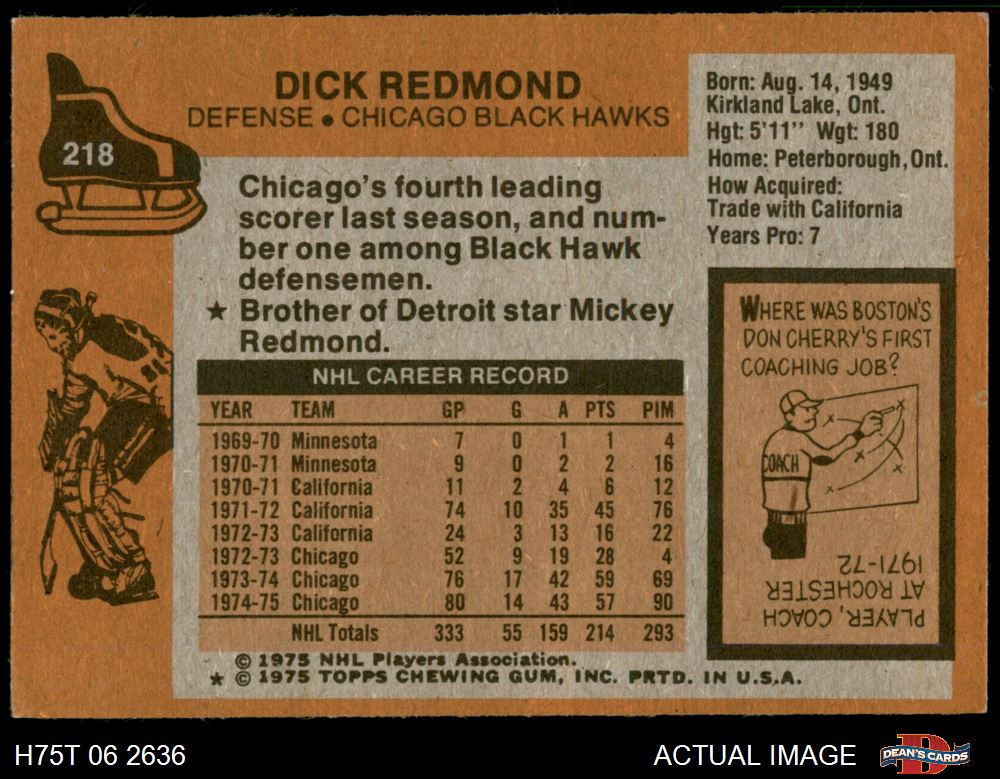 218
DICK REDMOND
DEFENSE • CHICAGO BLACK HAWKS
Born: Aug. 14, 1949
Kirkland Lake, Ont.
Hgt: 5'11" Wgt: 180
Home: Peterborough, Ont.
How Acquired:
Trade with California
Years Pro: 7
Chicago's fourth leading
scorer last season, and num-
ber one among Black Hawk
defensemen.
★ Brother of Detroit star Mickey
Redmond.
NHL CAREER RECORD
YEAR TEAM GP G A PTS PIM
1969-70 Minnesota 7 0 1 1 4
1970-71 Minnesota 9 0 2 2 16
1970-71 California 11 2 4 6 12
1971-72 California 74 10 35 45 76
1972-73 California 24 3 13 16 22
1972-73 Chicago 52 9 19 28 4
1973-74 Chicago 76 17 42 59 69
1974-75 Chicago 80 14 43 57 90
NHL Totals 333 55 159 214 293
© 1975 NHL Players Association.
★ © 1975 TOPPS CHEWING GUM, INC. PRTD. IN U.S.A.
WHERE WAS BOSTON'S
DON CHERRY'S FIRST
COACHING JOB?
COACH
PLAYER, COACH
AT ROCHESTER
1971-72
H75T 06 2636
ACTUAL IMAGE
DEAN'S CARDS